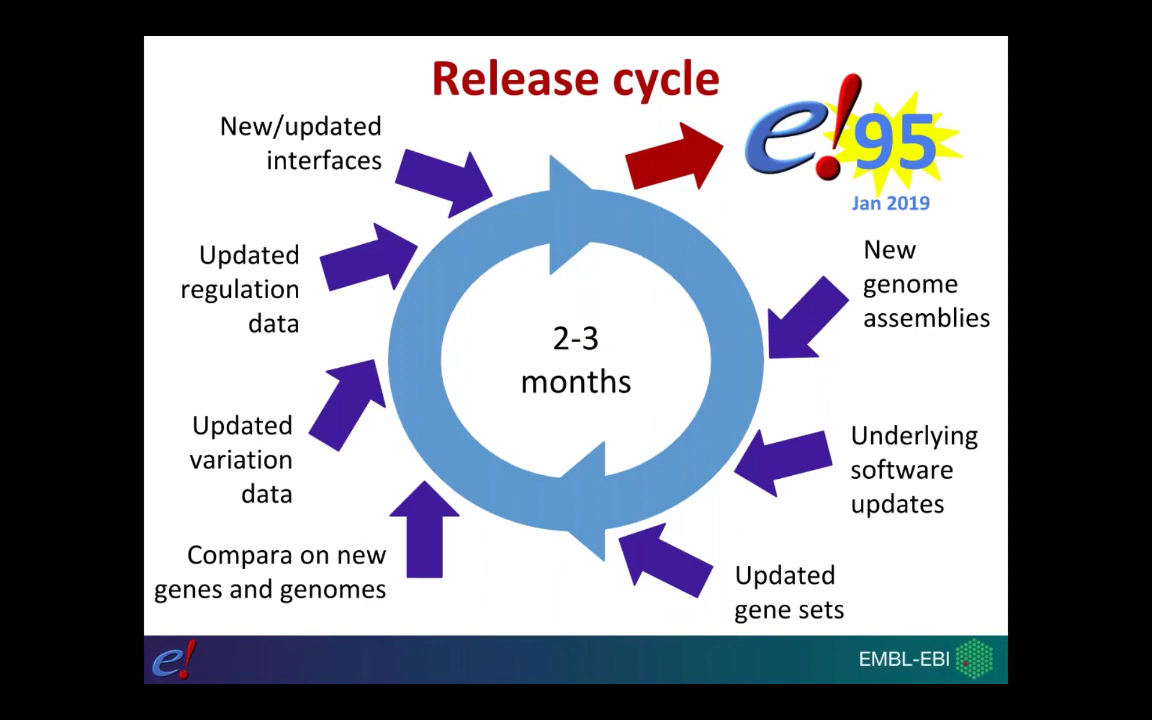 Release cycle
e!95
Jan 2019
New/updated
interfaces
Updated
regulation
data
Updated
variation
data
Compara on new
genes and genomes
2-3
months
New
genome
assemblies
Underlying
software
updates
Updated
gene sets
e!
EMBL-EBI